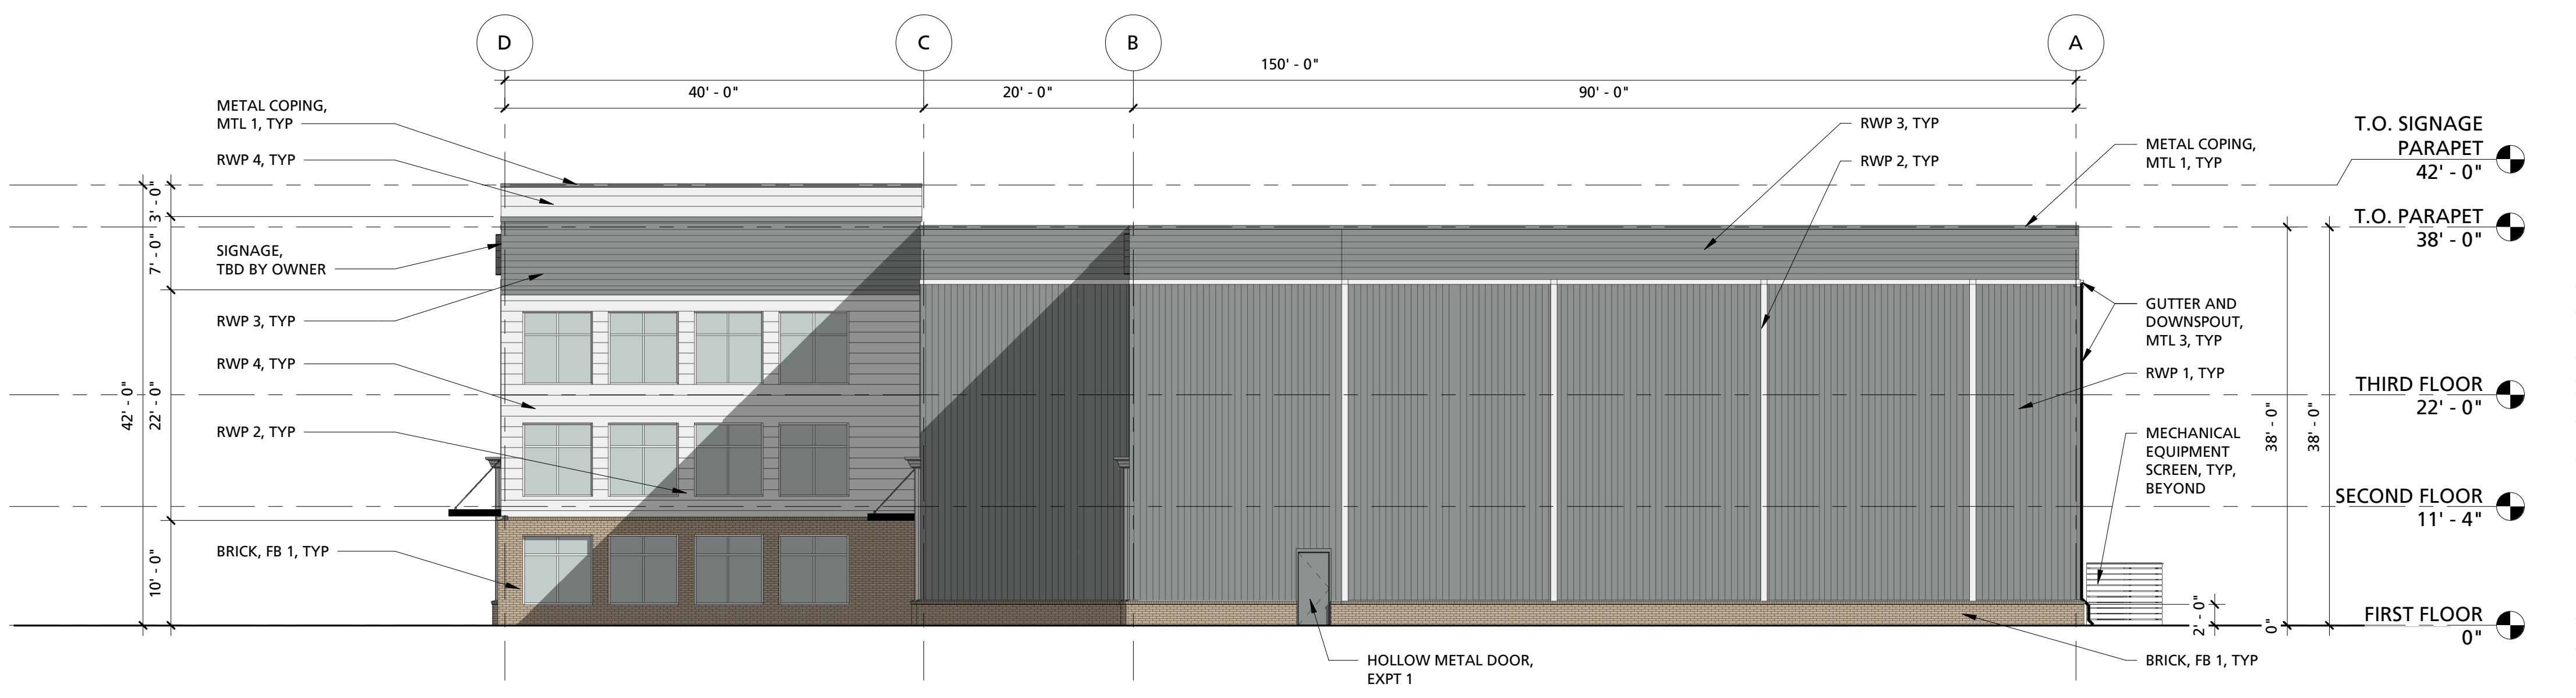 D
C
B
A
150' - 0"
40' - 0"
20' - 0"
90' - 0"
METAL COPING,
MTL 1, TYP
RWP 4, TYP
SIGNAGE,
TBD BY OWNER
RWP 3, TYP
RWP 4, TYP
RWP 2, TYP
BRICK, FB 1, TYP
42' - 0"
3' - 0"
7' - 0"
22' - 0"
10' - 0"
RWP 3, TYP
RWP 2, TYP
METAL COPING,
MTL 1, TYP
GUTTER AND
DOWNSPOUT,
MTL 3, TYP
RWP 1, TYP
MECHANICAL
EQUIPMENT
SCREEN, TYP,
BEYOND
HOLLOW METAL DOOR,
EXPT 1
BRICK, FB 1, TYP
2' - 0"
0"
38' - 0"
38' - 0"
T.O. SIGNAGE
PARAPET
42' - 0"
T.O. PARAPET
38' - 0"
THIRD FLOOR
22' - 0"
SECOND FLOOR
11' - 4"
FIRST FLOOR
0"